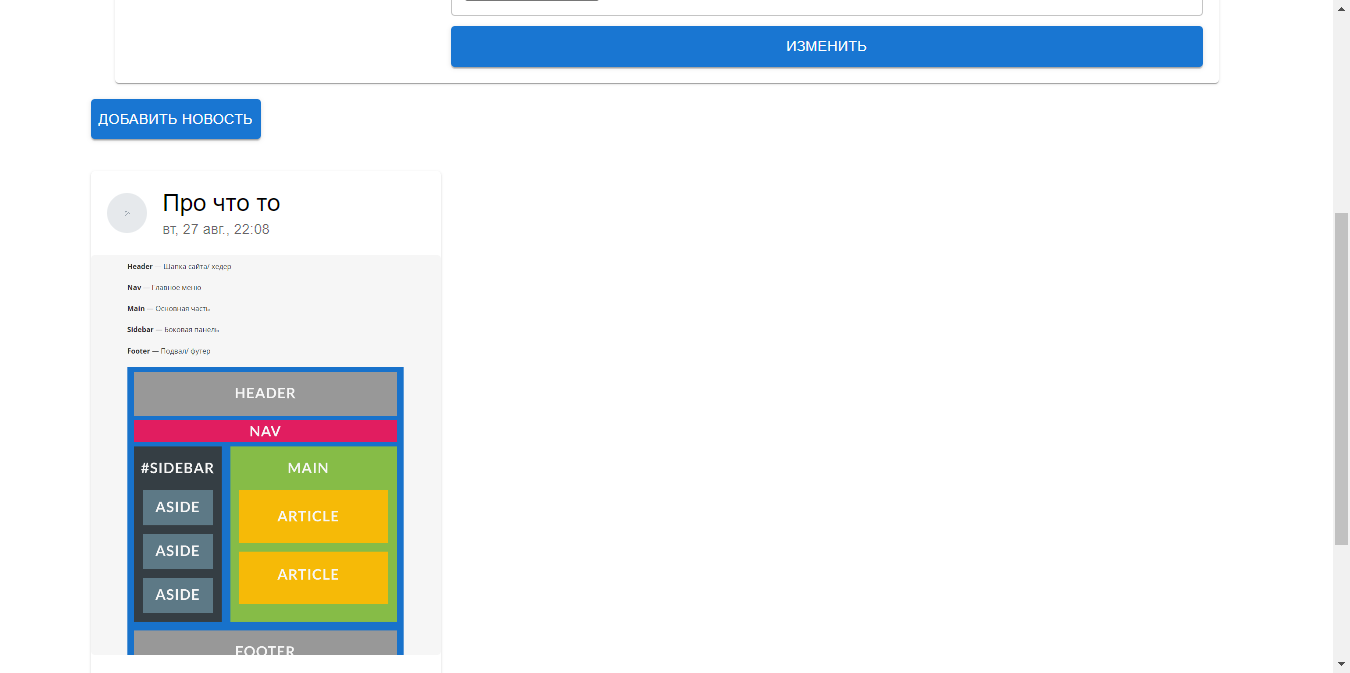 ИЗМЕНИТЬ
ДОБАВИТЬ НОВОСТЬ
Про что то
вт, 27 авг., 22:08
Header — Шапка сайта/ хедер
Nav — Главное меню
Main — Основная часть
Sidebar — Боковая панель
Footer — Подвал/ футер
HEADER
NAV
#SIDEBAR
MAIN
ASIDE
ARTICLE
ASIDE
ARTICLE
ASIDE
FOOTER